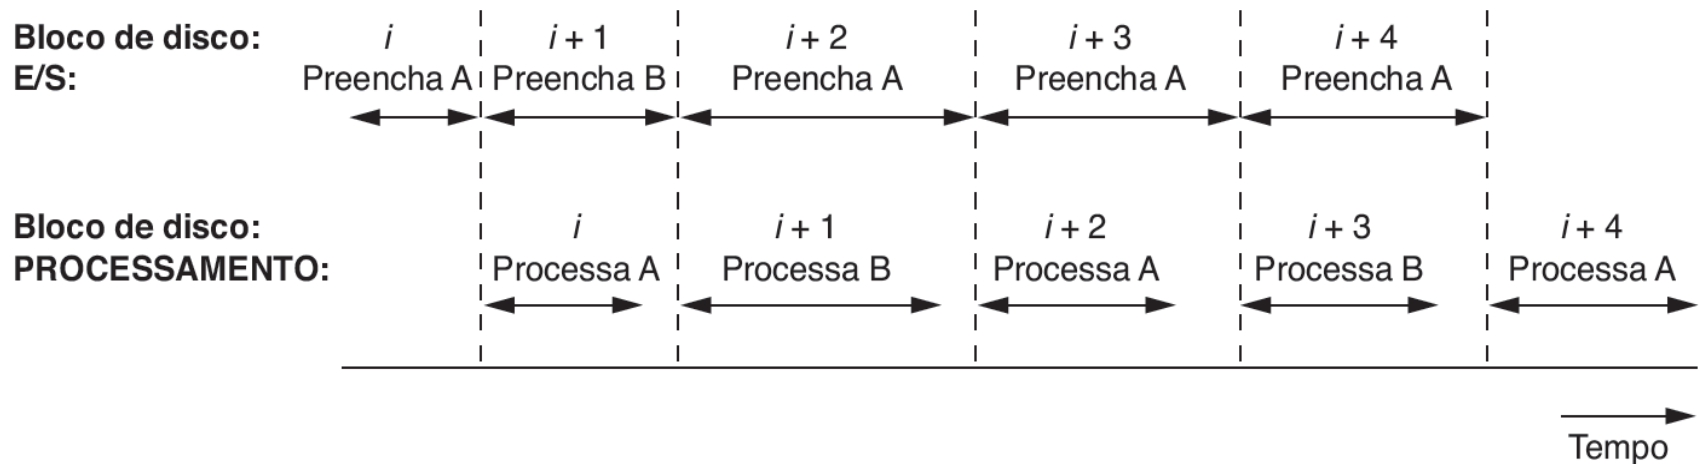 Bloco de disco: i i + 1 i + 2 i + 3 i + 4
E/S: Preencha A Preencha B Preencha A Preencha A Preencha A
Bloco de disco: i i + 1 i + 2 i + 3 i + 4
PROCESSAMENTO: Processa A Processa B Processa A Processa B Processa A
Tempo